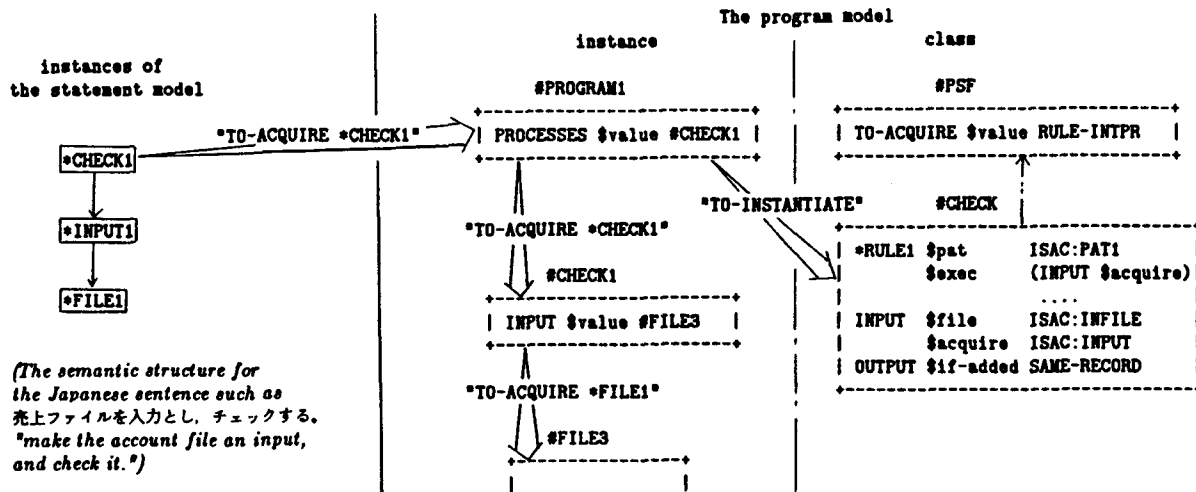 The program model
instance
class
instances of
the statement model
#PROGRAM1
#PSF
"TO-ACQUIRE *CHECK1"
PROCESSES $value #CHECK1
TO-ACQUIRE $value RULE-INTPR
*CHECK1
"TO-INSTANTIATE"
#CHECK
*INPUT1
"TO-ACQUIRE *CHECK1"
*RULE1 $pat ISAC:PAT1
$exec (INPUT $acquire)
....
INPUT $file ISAC:INFILE
$acquire ISAC:INPUT
OUTPUT $if-added SAME-RECORD
#CHECK1
*FILE1
INPUT $value #FILE3
"TO-ACQUIRE *FILE1"
#FILE3
(The semantic structure for
the Japanese sentence such as
売上ファイルを入力とし，チェックする。
"make the account file an input,
and check it.")